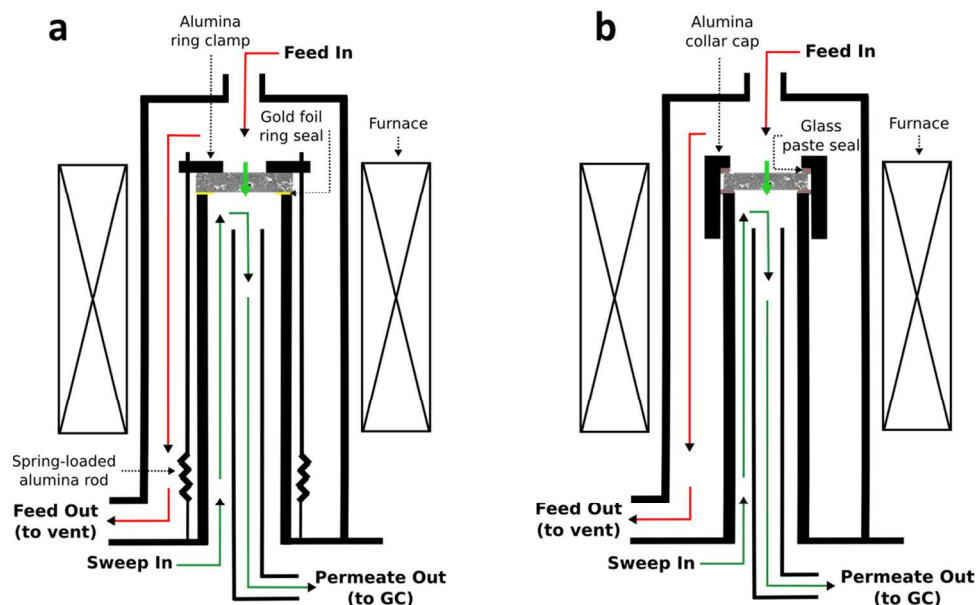 a
Alumina
ring clamp
Feed In
Gold foil
ring seal
Furnace
Spring-loaded
alumina rod
Feed Out
(to vent)
Sweep In
Permeate Out
(to GC)
b
Alumina
collar cap
Feed In
Glass
paste seal
Furnace
Feed Out
(to vent)
Sweep In
Permeate Out
(to GC)